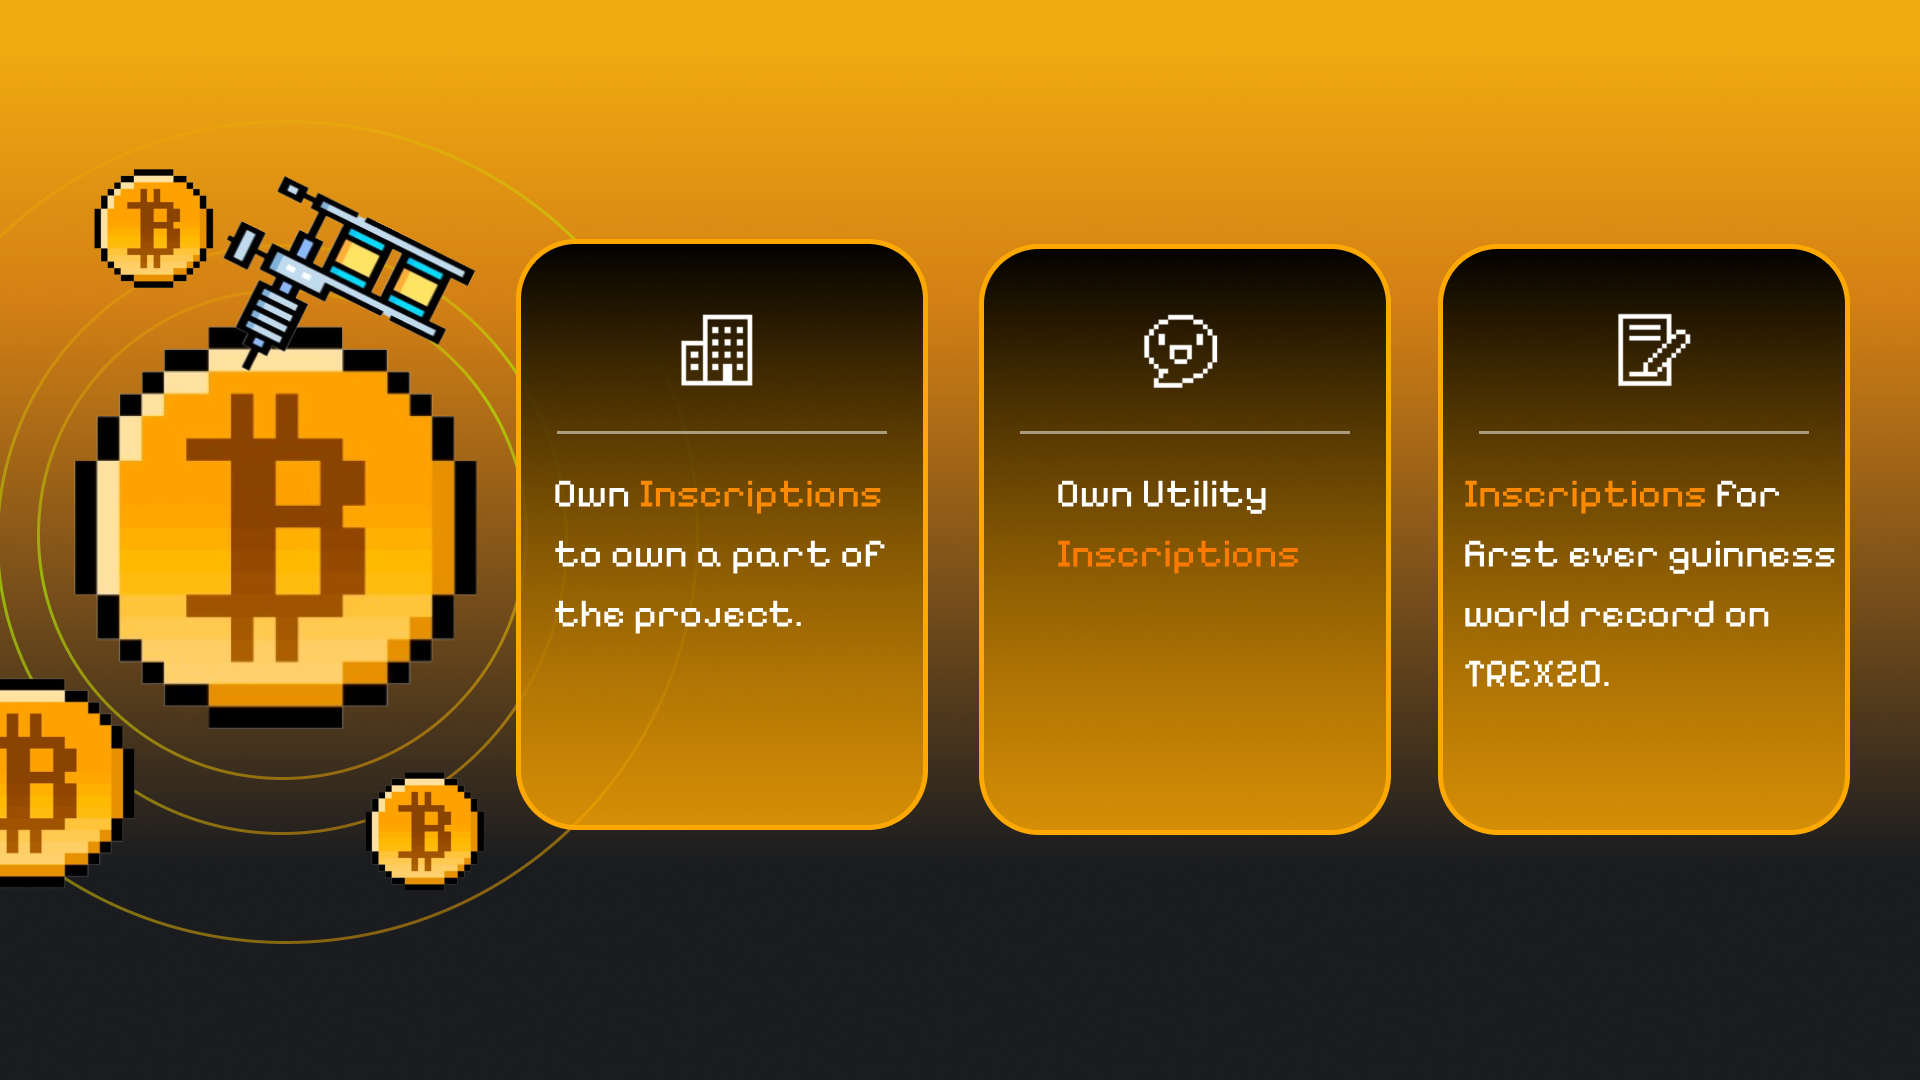 Own Inscriptions
to own a part of
the project.
Own Utility
Inscriptions
Inscriptions for
first ever guinness
world record on
TREX20.